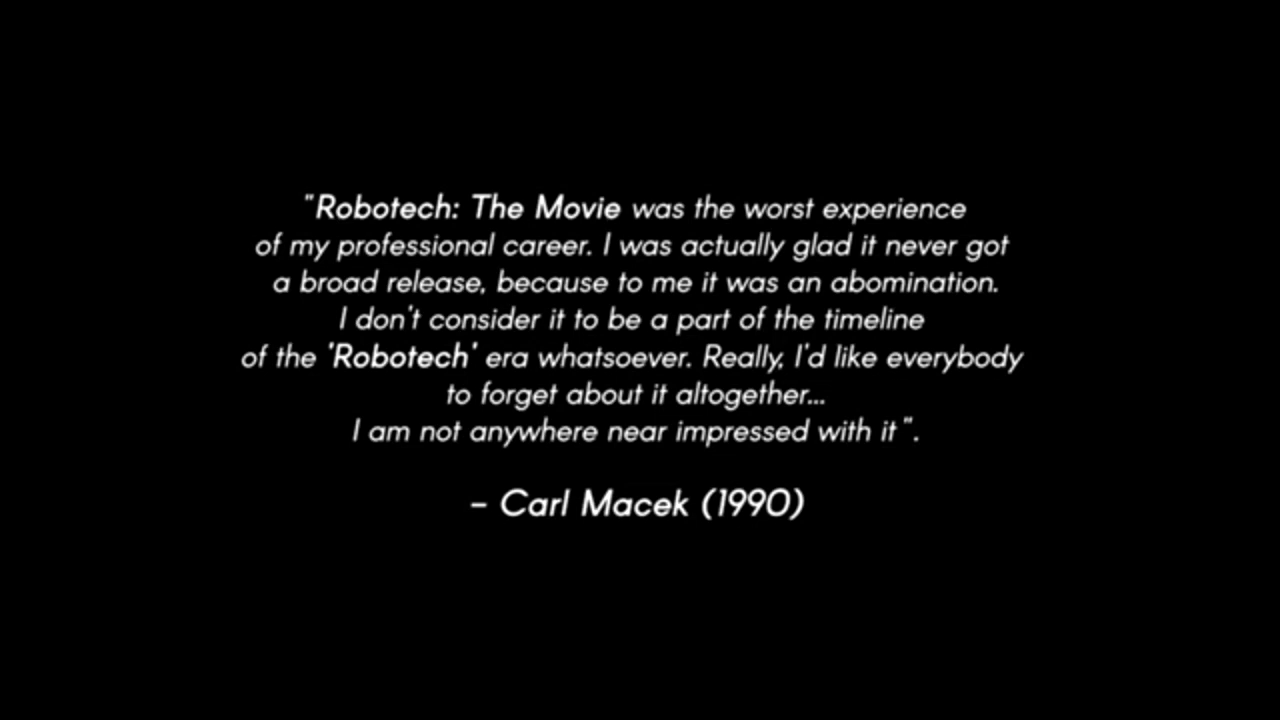 "Robotech: The Movie was the worst experience
of my professional career. I was actually glad it never got
a broad release, because to me it was an abomination.
I don't consider it to be a part of the timeline
of the 'Robotech' era whatsoever. Really, I'd like everybody
to forget about it altogether...
I am not anywhere near impressed with it".
– Carl Macek (1990)